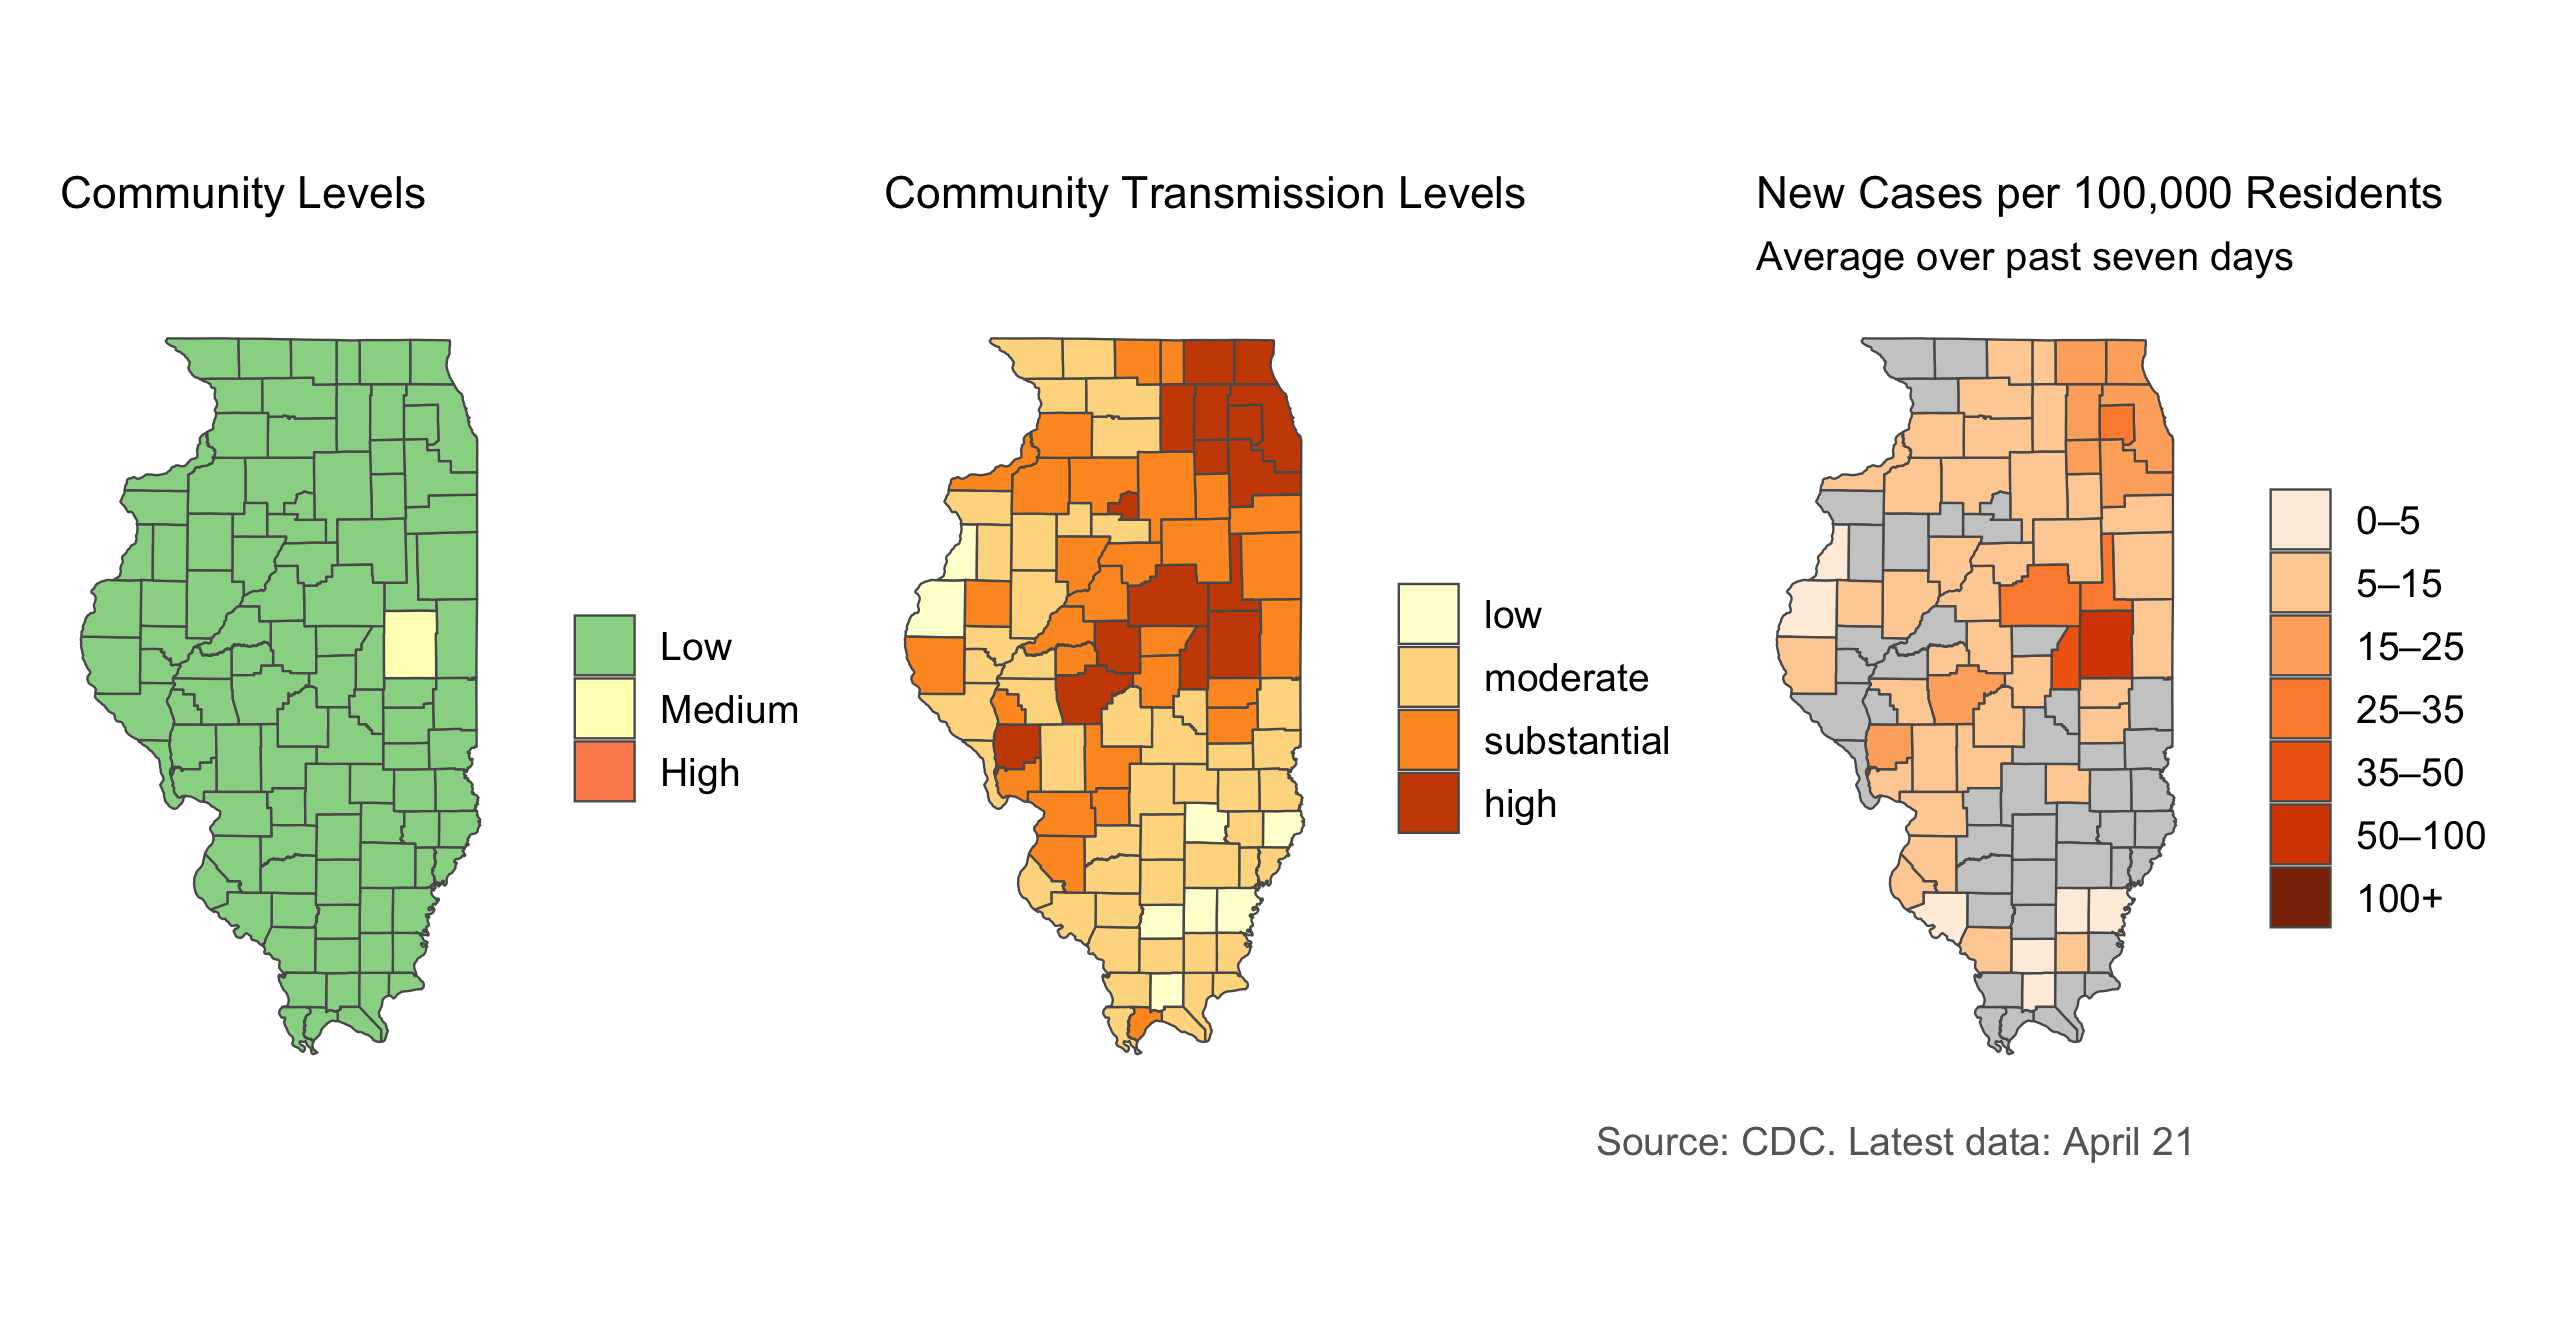 Community Levels
Low
Medium
High
Community Transmission Levels
low
moderate
substantial
high
New Cases per 100,000 Residents
Average over past seven days
0–5
5–15
15–25
25–35
35–50
50–100
100+
Source: CDC. Latest data: April 21